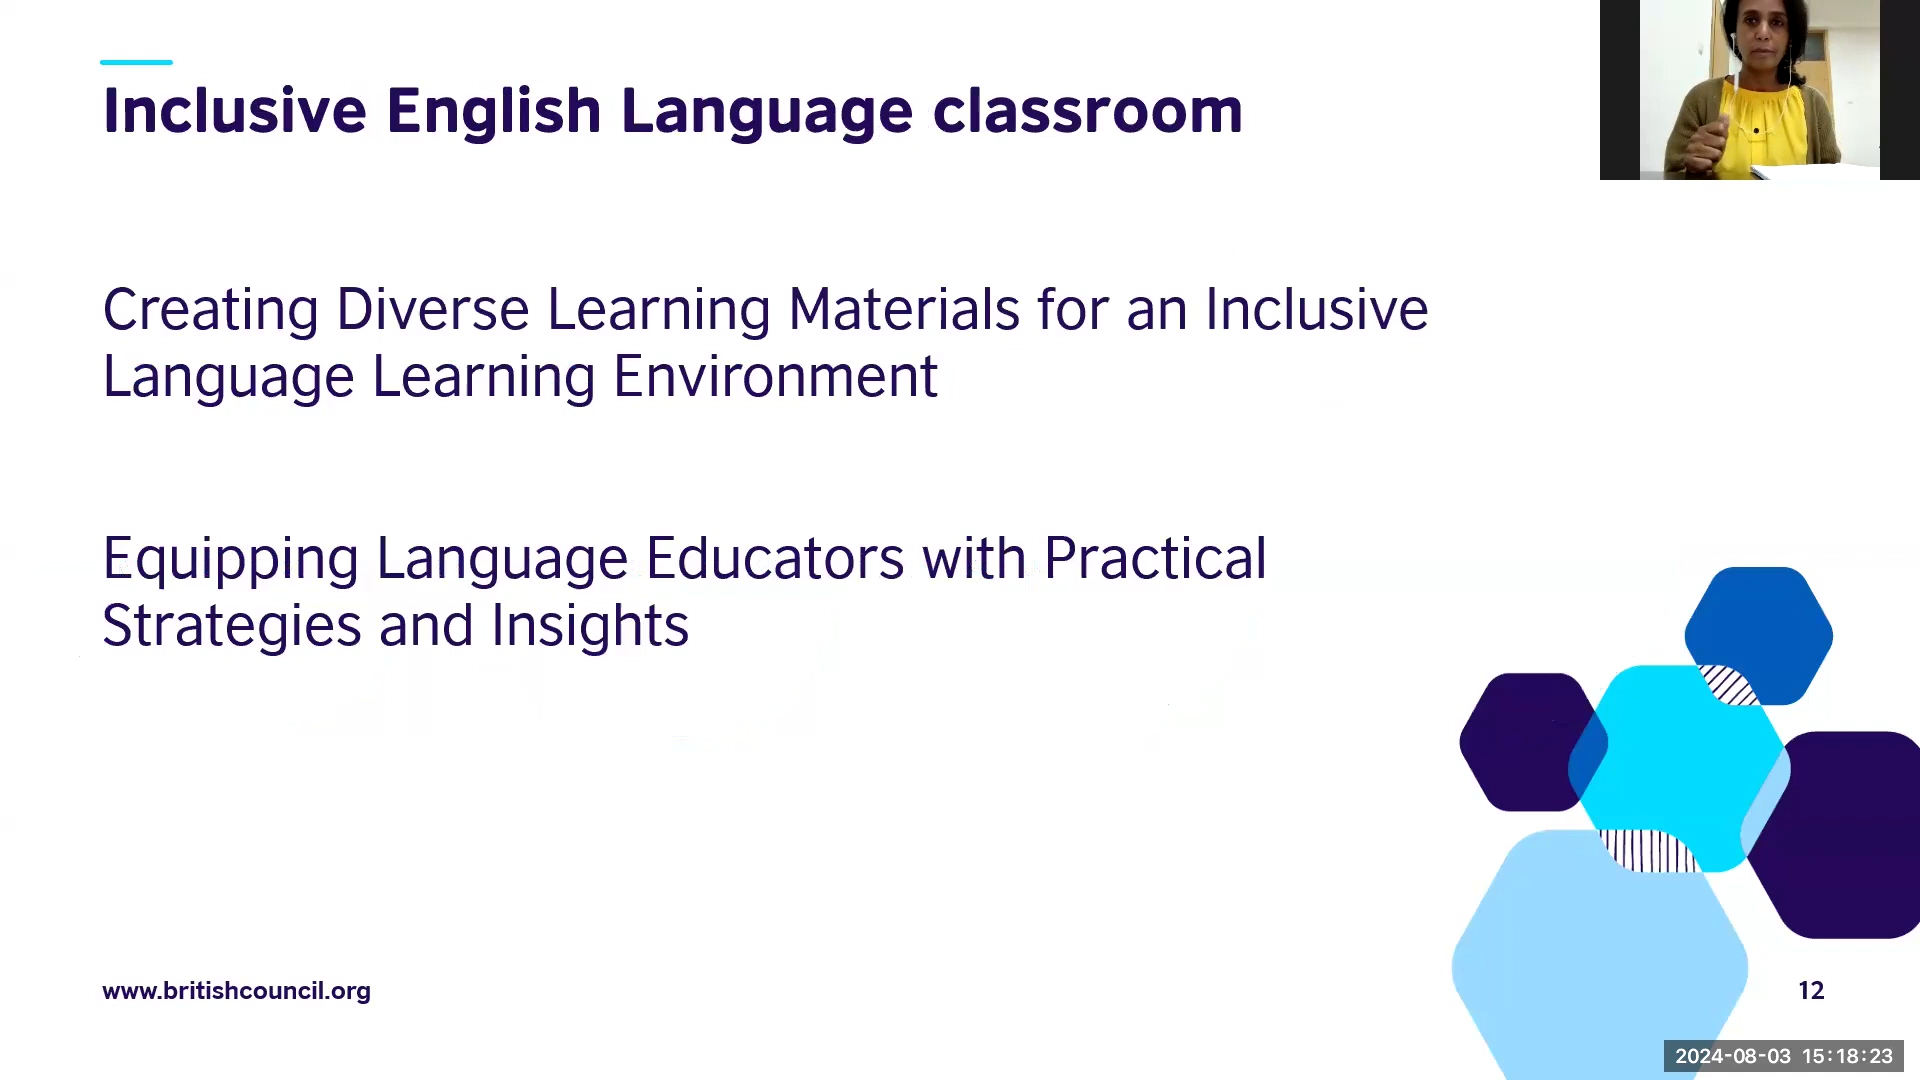 Inclusive English Language classroom
Creating Diverse Learning Materials for an Inclusive
Language Learning Environment
Equipping Language Educators with Practical
Strategies and Insights
www.britishcouncil.org
12
2024-08-03 15:18:23